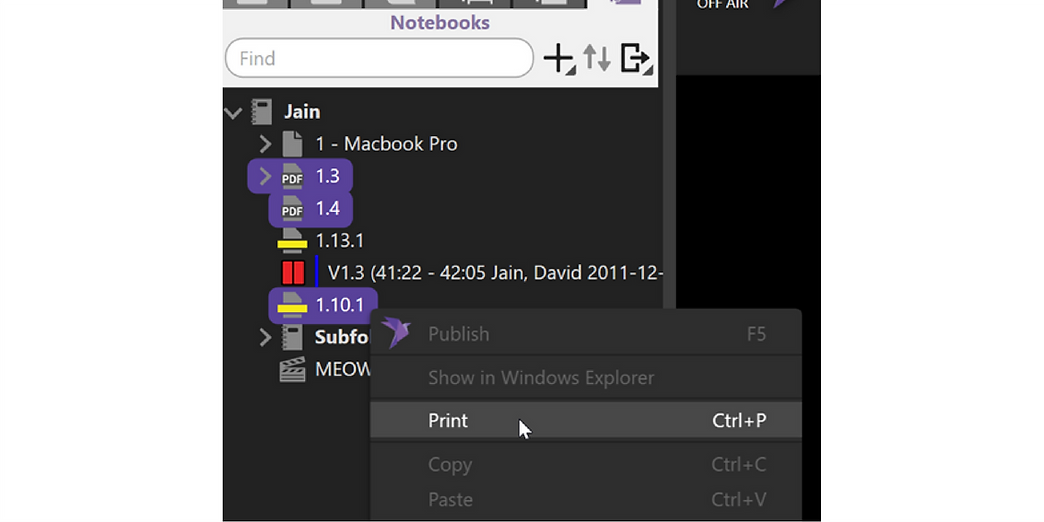 OFF AIR
Notebooks
Find
Jain
1 - Macbook Pro
PDF 1.3
PDF 1.4
1.13.1
V1.3 (41:22 - 42:05 Jain, David 2011-12-
1.10.1
Subfo
MEOW
Publish F5
Show in Windows Explorer
Print Ctrl+P
Copy Ctrl+C
Paste Ctrl+V